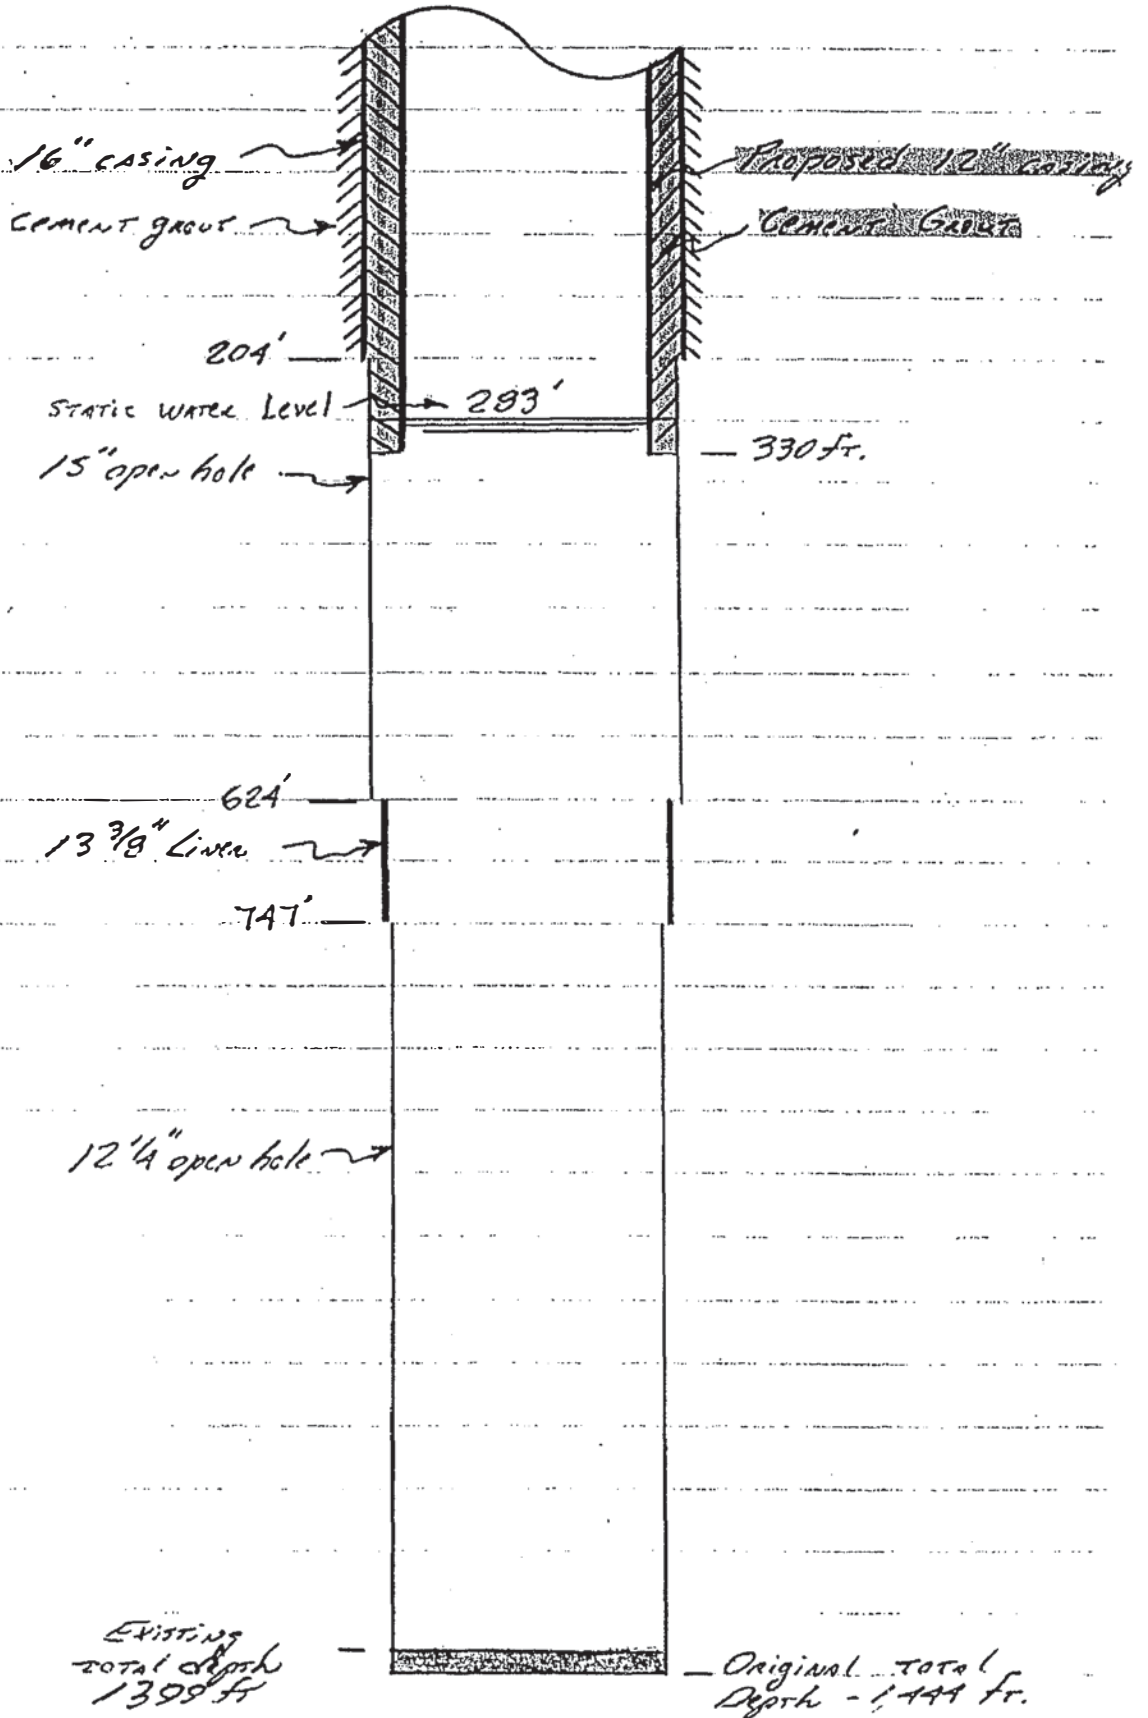 16" casing
Proposed 12" casing
cement grout
Cement Grout
204'
Static water Level
283'
15" open hole
330 ft.
624'
13 3/8" Liner
747'
12 1/4" open hole
Existing
total depth
1399 ft
Original total
Depth - 1,444 ft.